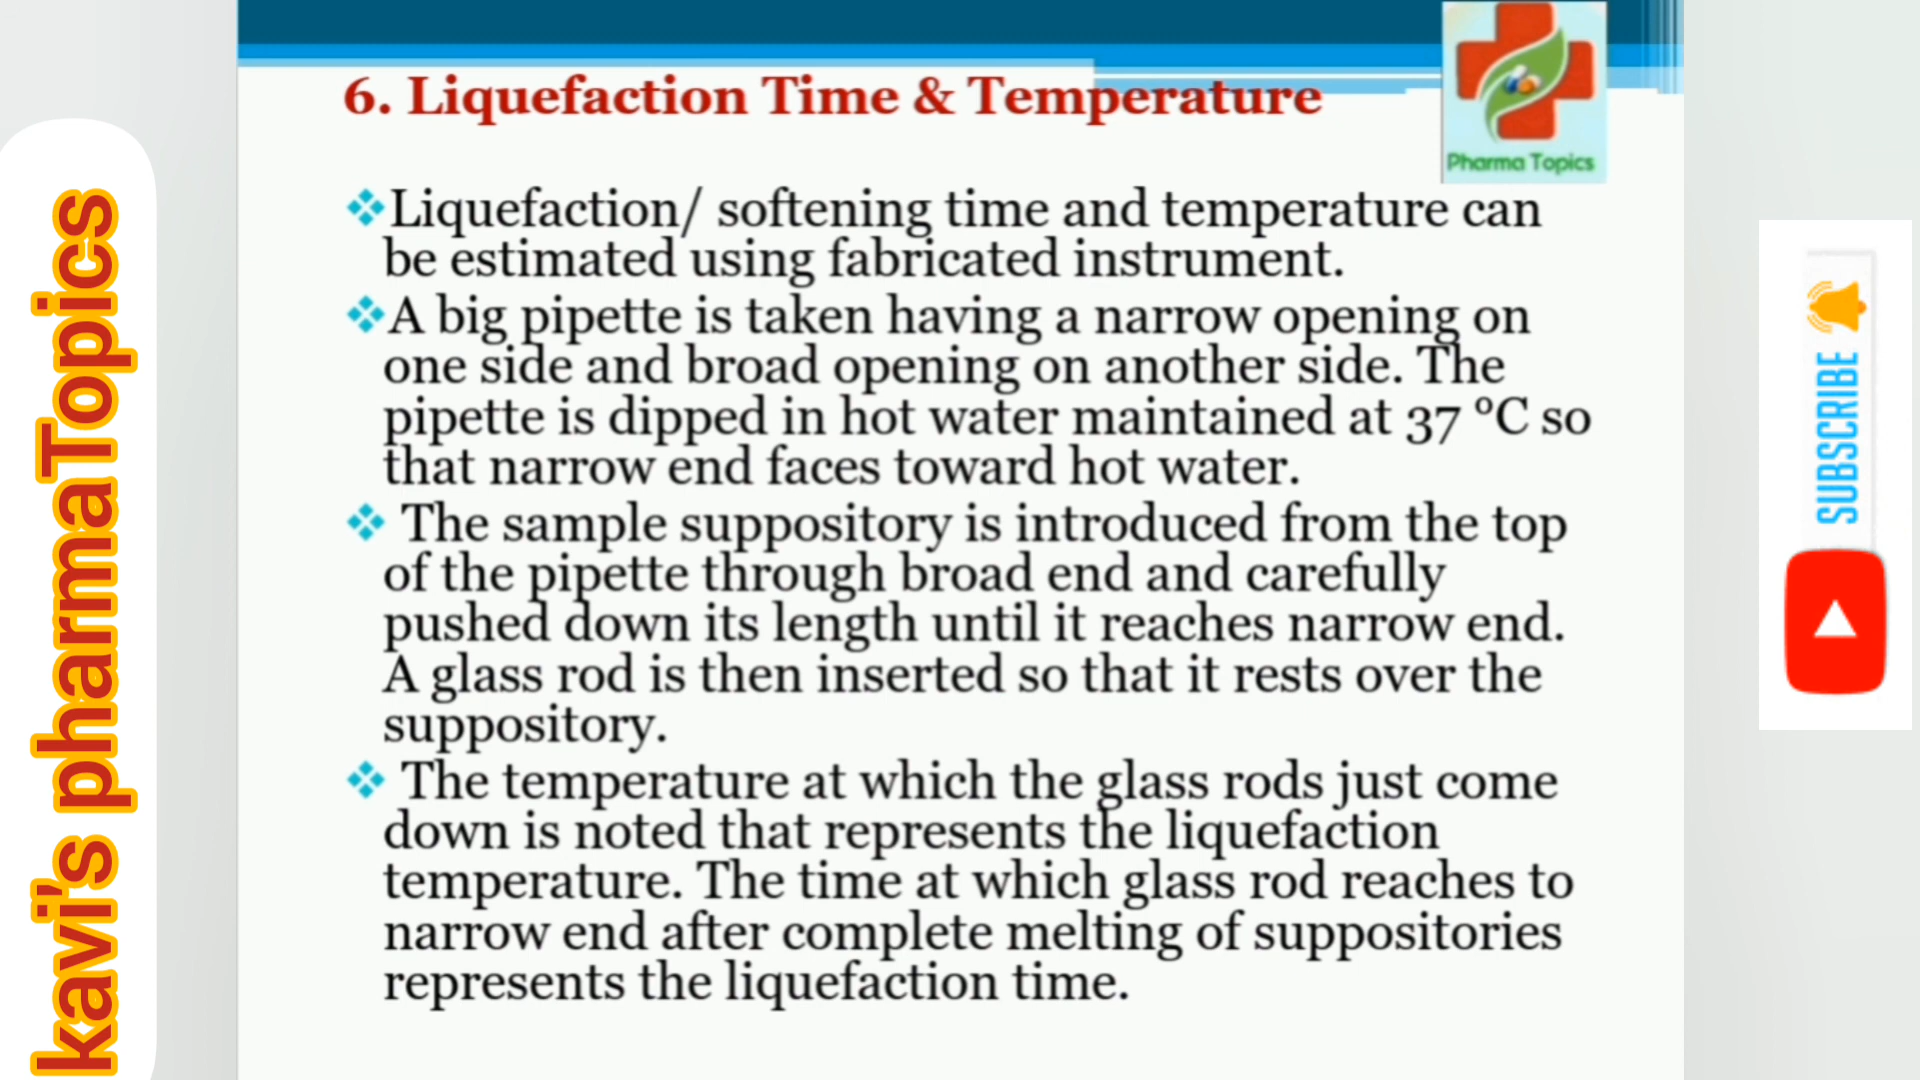 6. Liquefaction Time & Temperature
Pharma Topics
Liquefaction/ softening time and temperature can
be estimated using fabricated instrument.
A big pipette is taken having a narrow opening on
one side and broad opening on another side. The
pipette is dipped in hot water maintained at 37 °C so
that narrow end faces toward hot water.
The sample suppository is introduced from the top
of the pipette through broad end and carefully
pushed down its length until it reaches narrow end.
A glass rod is then inserted so that it rests over the
suppository.
The temperature at which the glass rods just come
down is noted that represents the liquefaction
temperature. The time at which glass rod reaches to
narrow end after complete melting of suppositories
represents the liquefaction time.
kavi's pharmaTopics
SUBSCRIBE